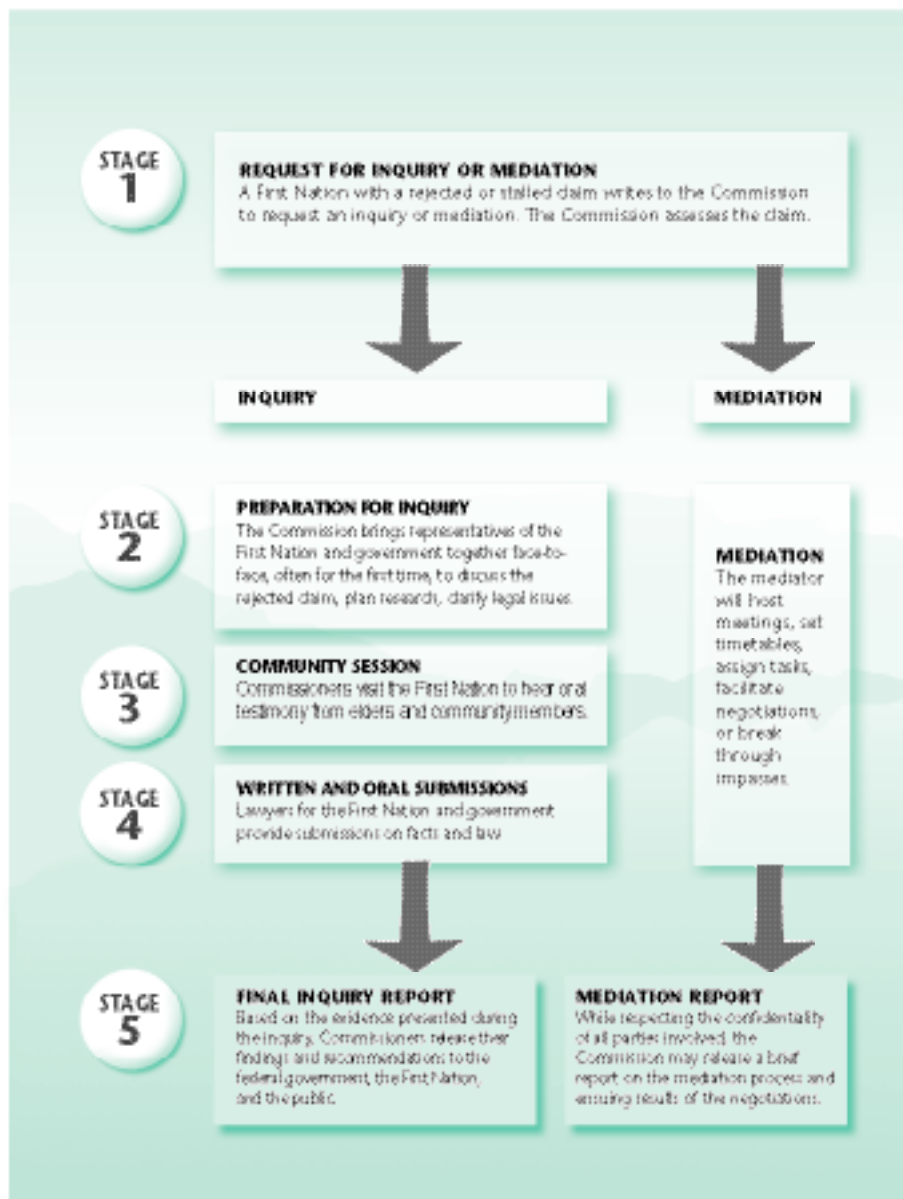 STAGE
1
REQUEST FOR INQUIRY OR MEDIATION
A First Nation with a rejected or stalled claim writes to the Commission
to request an inquiry or mediation. The Commission assesses the claim.
INQUIRY
MEDIATION
STAGE
2
PREPARATION FOR INQUIRY
The Commission brings representatives of the
First Nation and government together face-to-
face, often for the first time, to discuss the
rejected claim, plan research, clarify legal issues.
STAGE
3
COMMUNITY SESSION
Commissioners visit the First Nation to hear oral
testimony from elders and community members.
STAGE
4
WRITTEN AND ORAL SUBMISSIONS
Lawyers for the First Nation and government
provide submissions on facts and law
MEDIATION
The mediator
will host
meetings, set
timetables,
assign tasks,
facilitate
negotiations,
or break
through
impasses.
STAGE
5
FINAL INQUIRY REPORT
Based on the evidence presented during
the inquiry, Commissioners release their
findings and recommendations to the
federal government, the First Nation,
and the public.
MEDIATION REPORT
While respecting the confidentiality
of all parties involved, the
Commission may release a brief
report on the mediation process and
ensuing results of the negotiations.